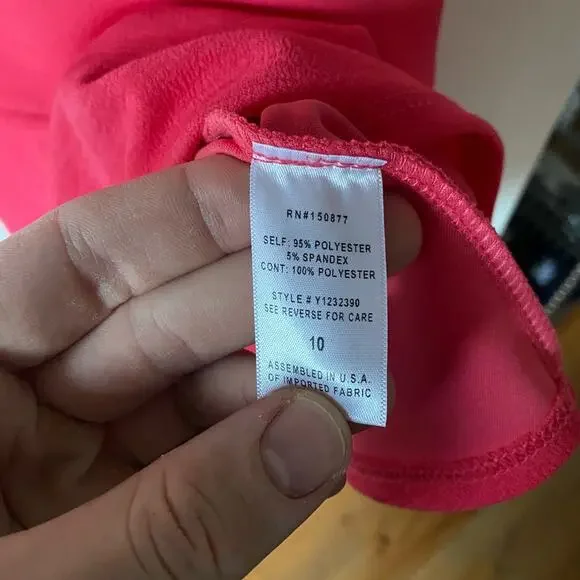 RN#150877
SELF: 95% POLYESTER
5% SPANDEX
CONT: 100% POLYESTER
STYLE # Y1232390
SEE REVERSE FOR CARE
10
ASSEMBLED IN U.S.A.
OF IMPORTED FABRIC